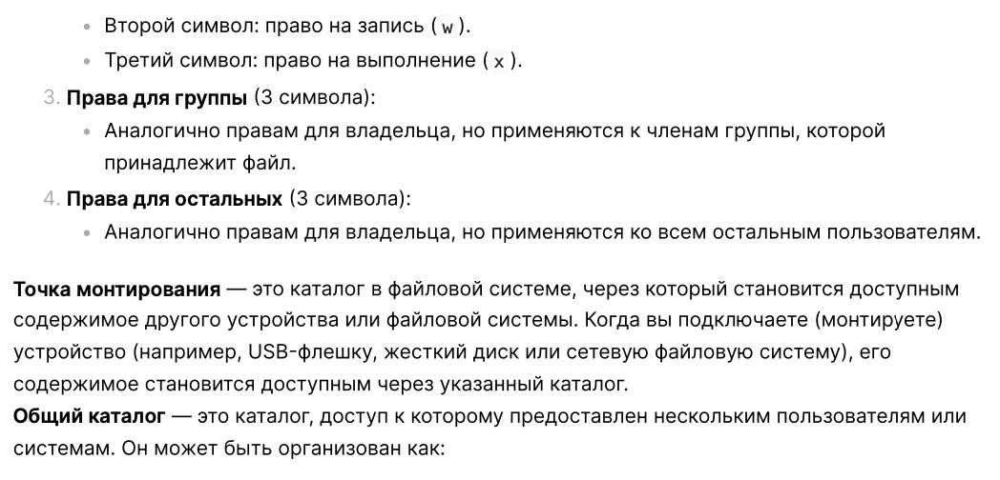 • Второй символ: право на запись ( w ).
• Третий символ: право на выполнение ( x ).
3. Права для группы (3 символа):
• Аналогично правам для владельца, но применяются к членам группы, которой
принадлежит файл.
4. Права для остальных (3 символа):
• Аналогично правам для владельца, но применяются ко всем остальным пользователям.
Точка монтирования — это каталог в файловой системе, через который становится доступным
содержимое другого устройства или файловой системы. Когда вы подключаете (монтируете)
устройство (например, USB-флешку, жесткий диск или сетевую файловую систему), его
содержимое становится доступным через указанный каталог.
Общий каталог — это каталог, доступ к которому предоставлен нескольким пользователям или
системам. Он может быть организован как: